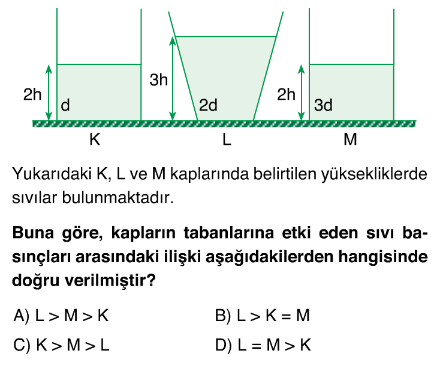 2h
d
3h
2d
2h
3d
K
L
M
Yukarıdaki K, L ve M kaplarında belirtilen yüksekliklerde
sıvılar bulunmaktadır.
Buna göre, kapların tabanlarına etki eden sıvı ba-
sınçları arasındaki ilişki aşağıdakilerden hangisinde
doğru verilmiştir?
A) L > M > K
B) L > K = M
C) K > M > L
D) L = M > K